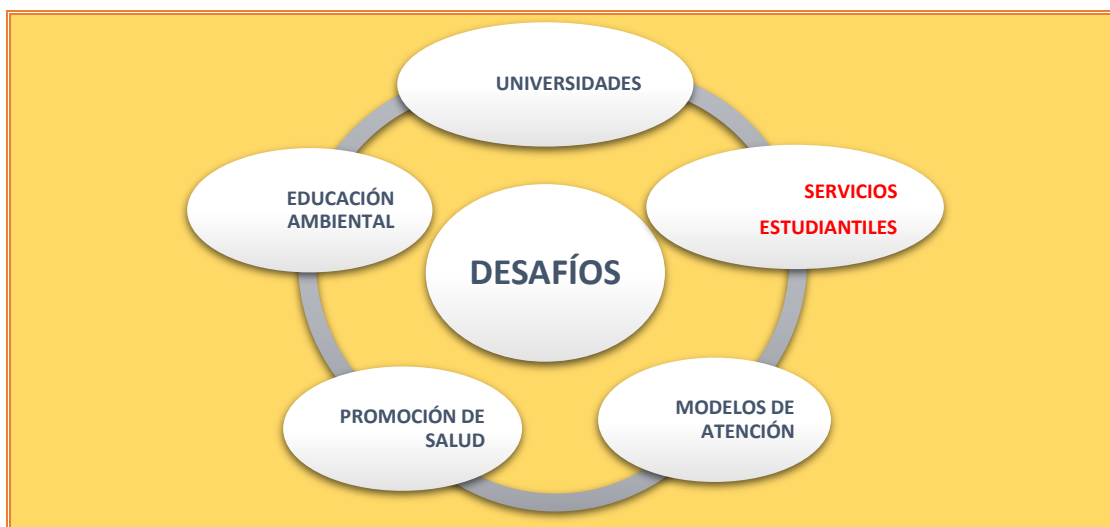 UNIVERSIDADES
SERVICIOS
ESTUDIANTILES
MODELOS DE
ATENCIÓN
PROMOCIÓN DE
SALUD
EDUCACIÓN
AMBIENTAL
DESAFÍOS